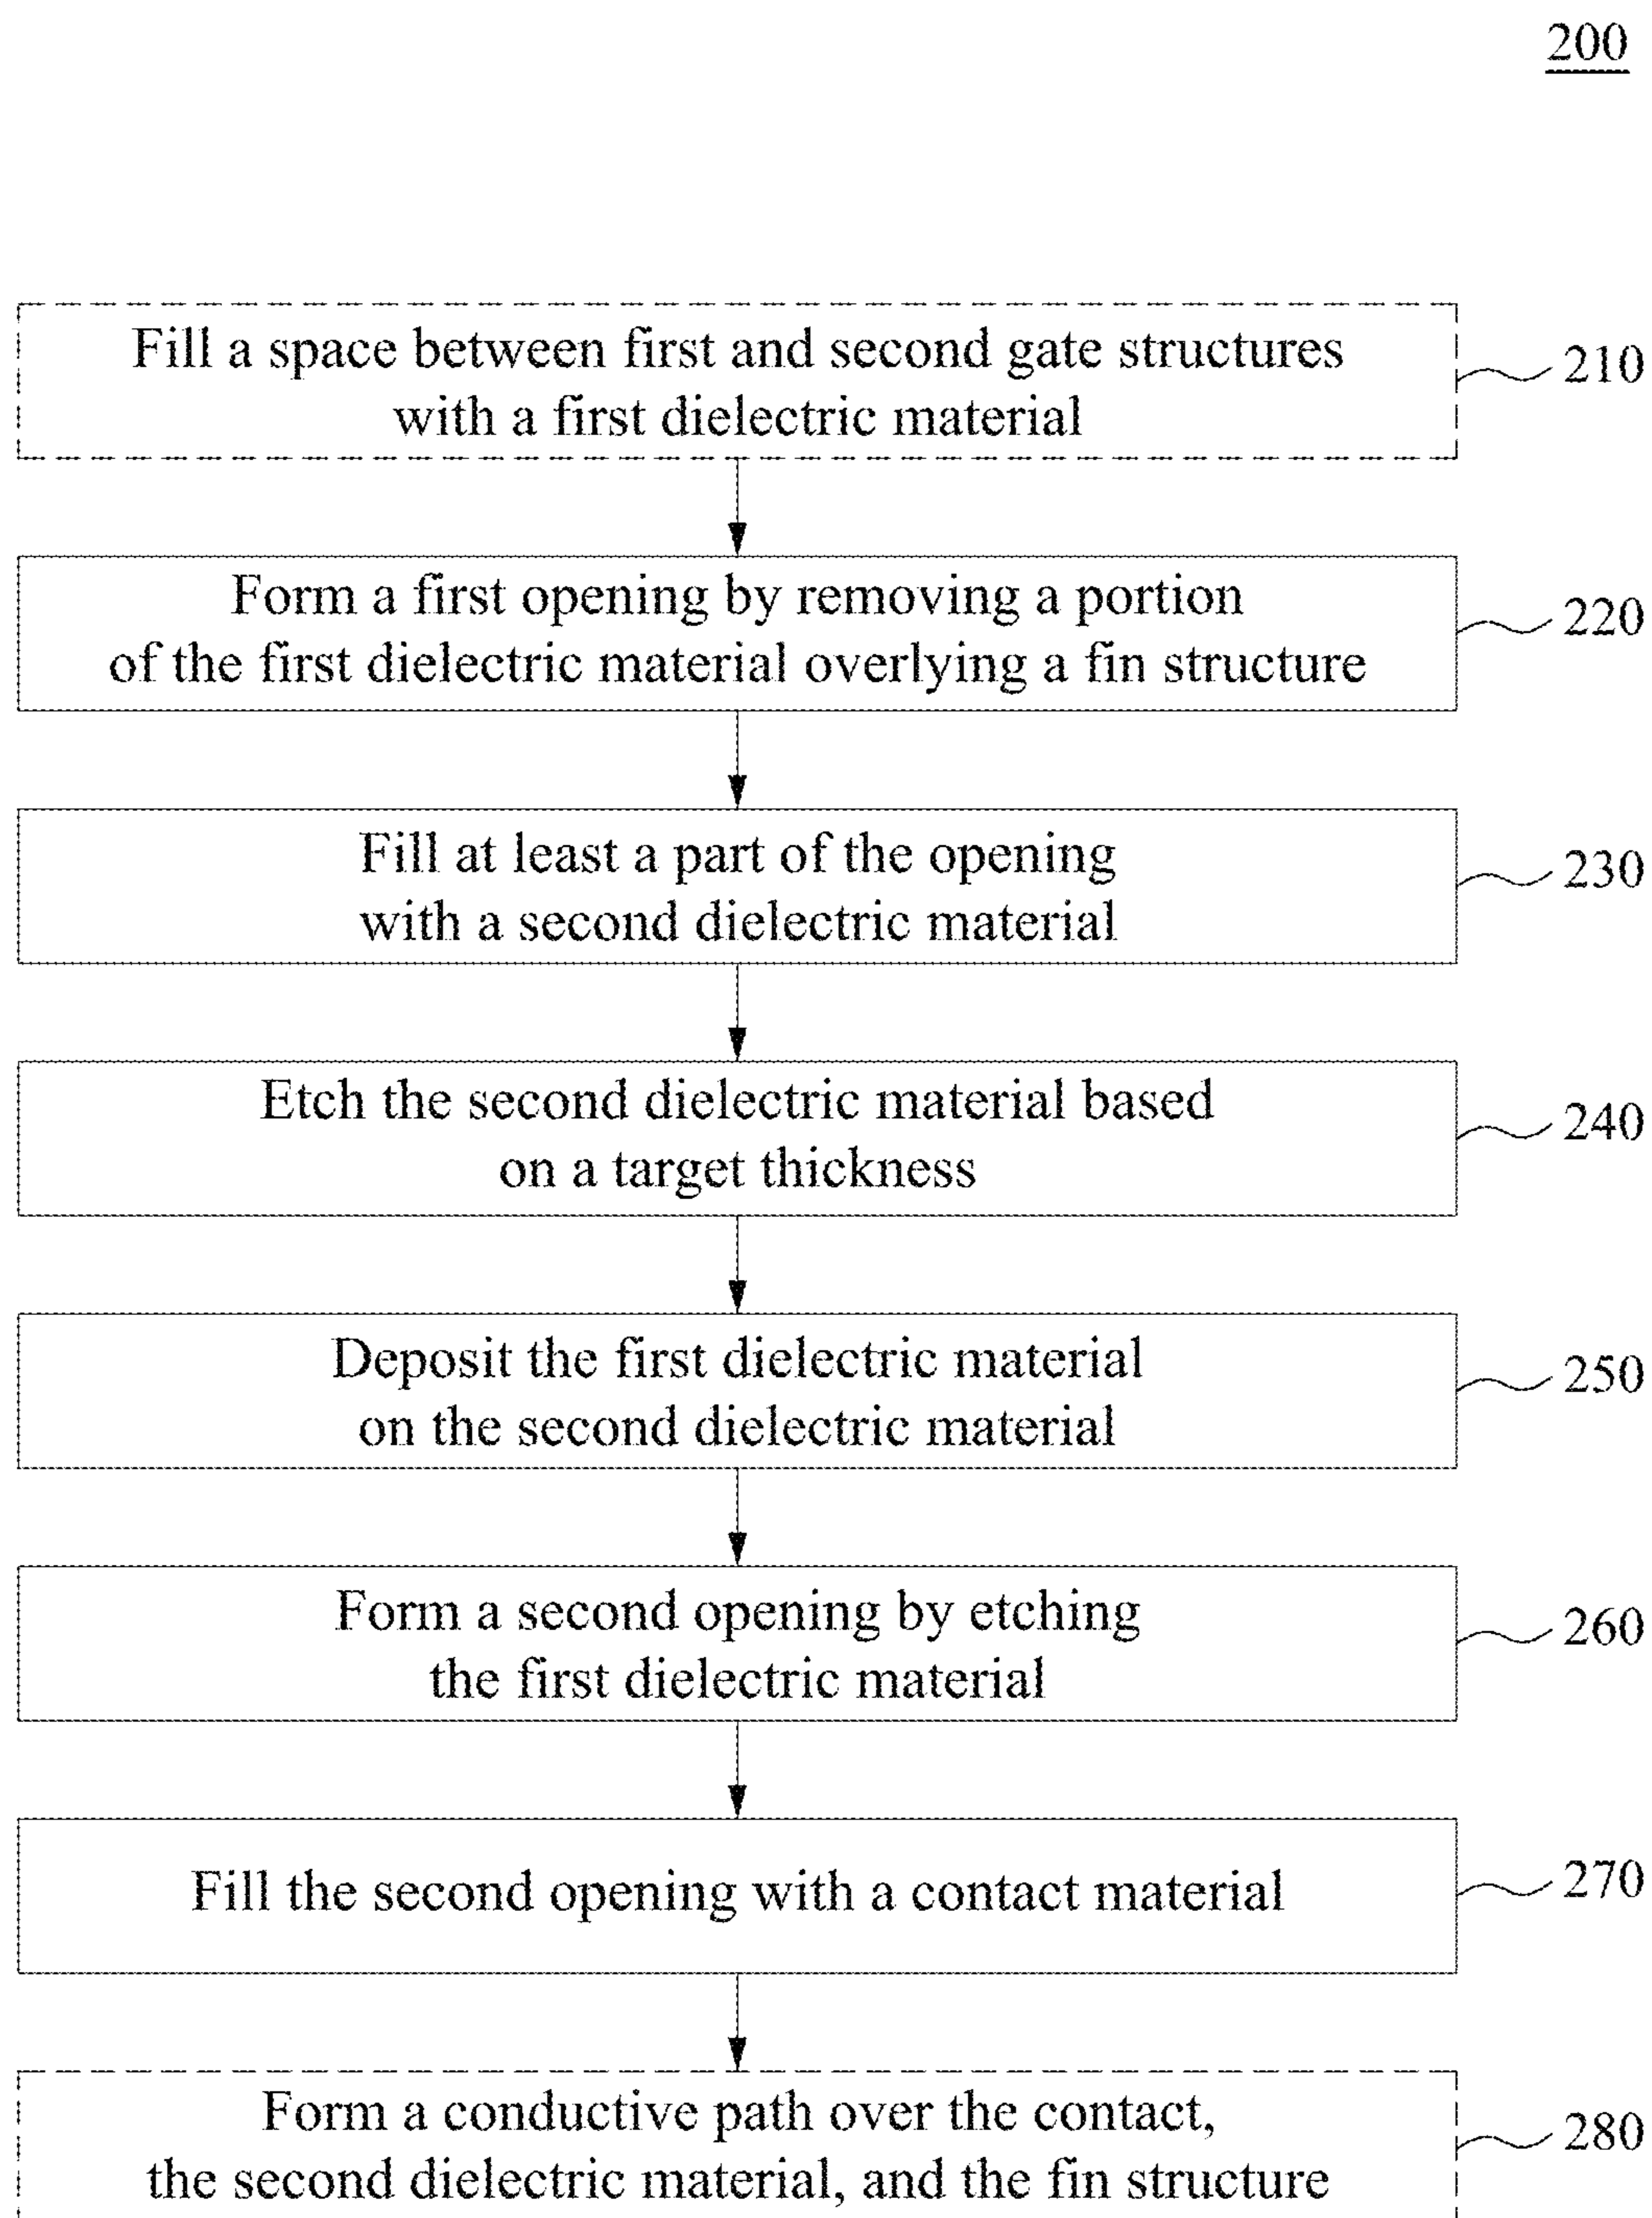 200
Fill a space between first and second gate structures
with a first dielectric material
210
Form a first opening by removing a portion
of the first dielectric material overlying a fin structure
220
Fill at least a part of the opening
with a second dielectric material
230
Etch the second dielectric material based
on a target thickness
240
Deposit the first dielectric material
on the second dielectric material
250
Form a second opening by etching
the first dielectric material
260
Fill the second opening with a contact material
270
Form a conductive path over the contact,
the second dielectric material, and the fin structure
280